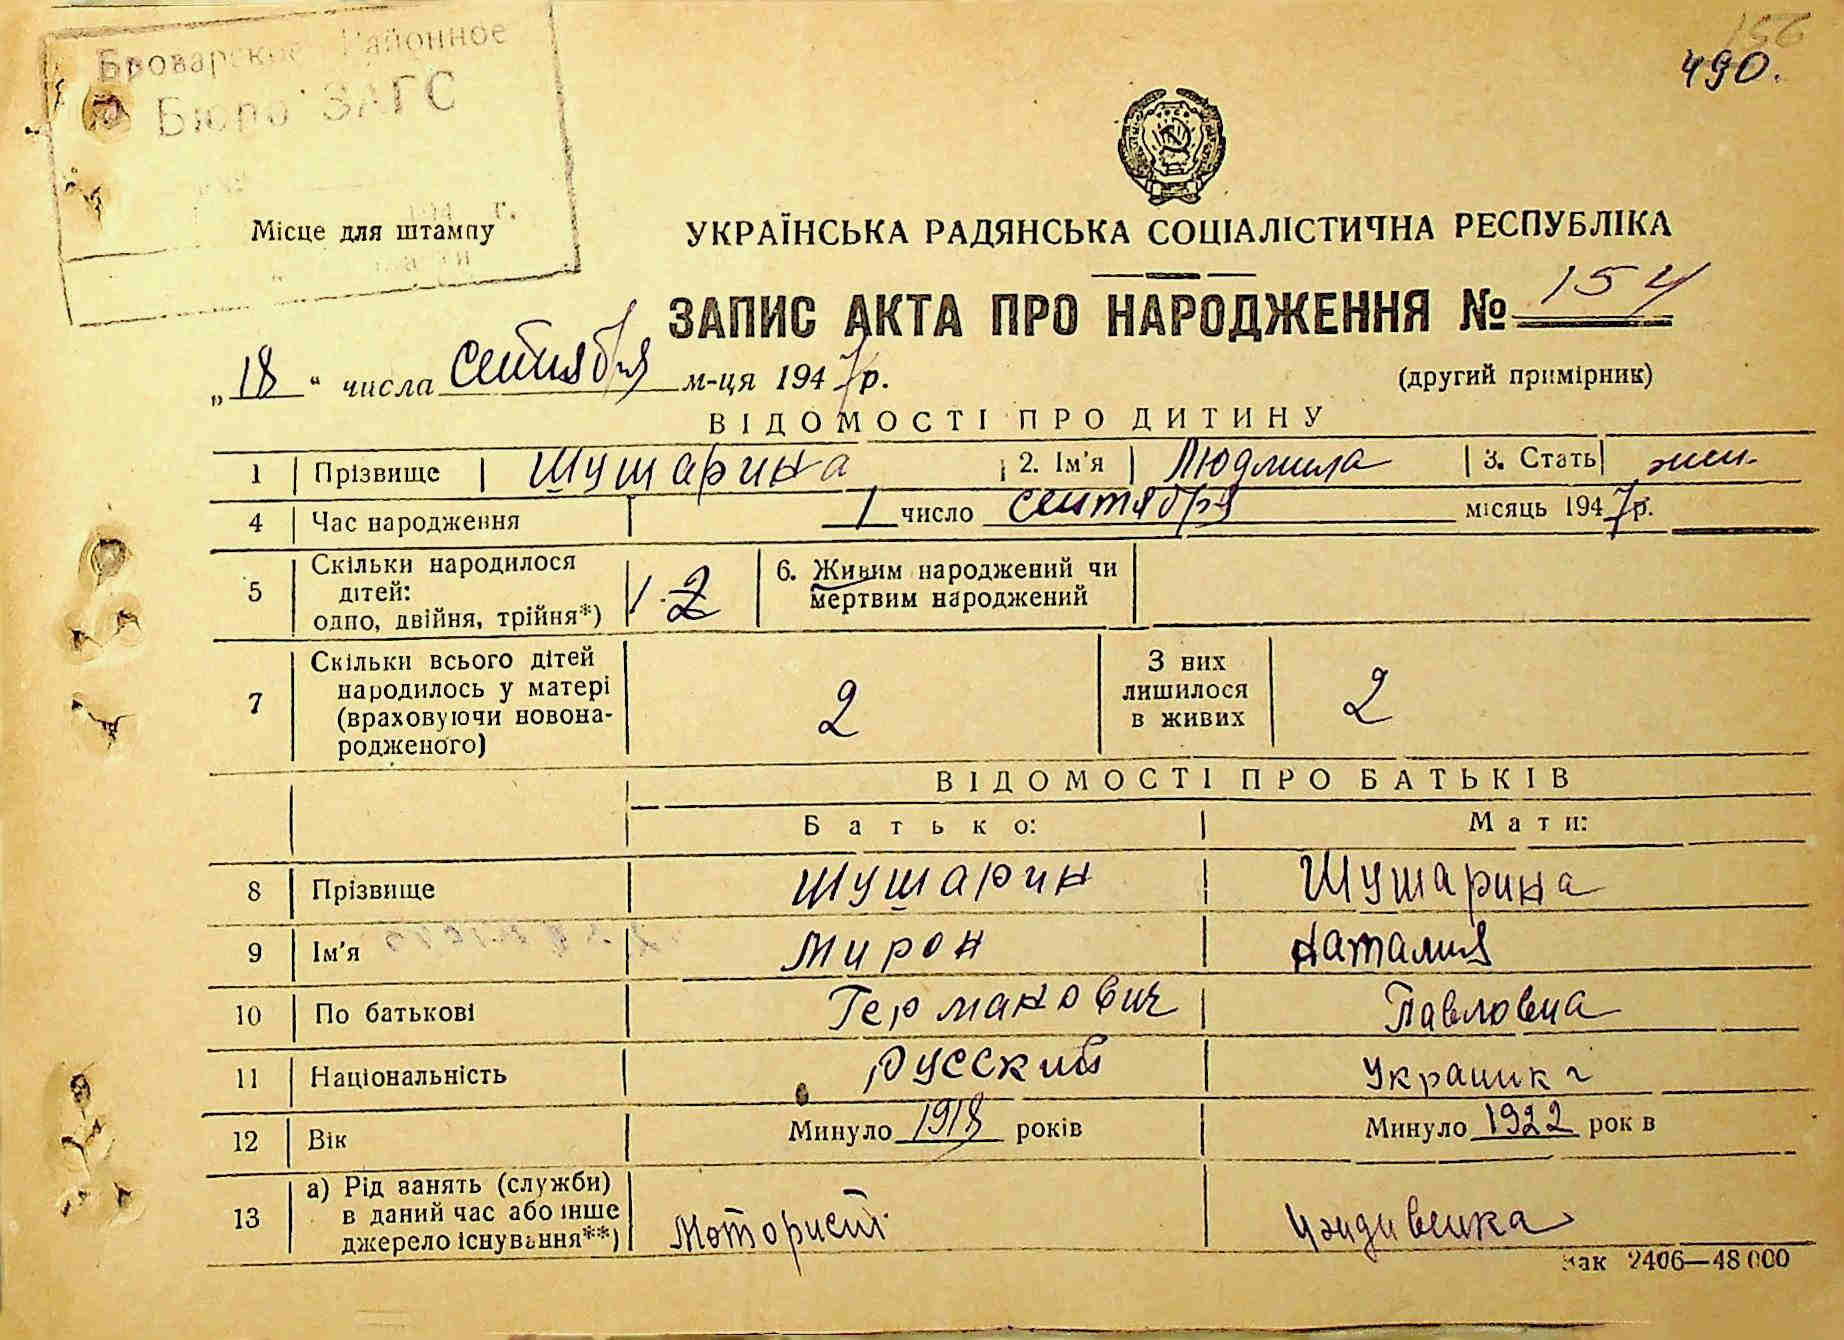 156
490.
Броварское Районное
Бюро ЗАГС
Місце для штампу
УКРАЇНСЬКА РАДЯНСЬКА СОЦІАЛІСТИЧНА РЕСПУБЛІКА
ЗАПИС АКТА ПРО НАРОДЖЕННЯ № 154
„18“ числа сентября м-ця 1947 р.
(другий примірник)
ВІДОМОСТІ ПРО ДИТИНУ
1 Прізвище Шушарина 2. Ім'я Людмила 3. Стать жен.
4 Час народження 1 число сентября місяць 1947 р.
5 Скільки народилося дітей: одно, двійня, трійня*) 1-2 6. Живим народжений чи мертвим народжений
7 Скільки всього дітей народилось у матері (враховуючи новонародженого) 2 З них лишилося в живих 2
ВІДОМОСТІ ПРО БАТЬКІВ
Батько: Мати:
8 Прізвище Шушарин Шушарина
9 Ім'я Мирон Наталия
10 По батькові Германович Павловна
11 Національність Русский Украинка
12 Вік Минуло 1918 років Минуло 1922 рок в
13 а) Рід занять (служби) в даний час або інше джерело існування**) Моторист
Зак 2406—48 000